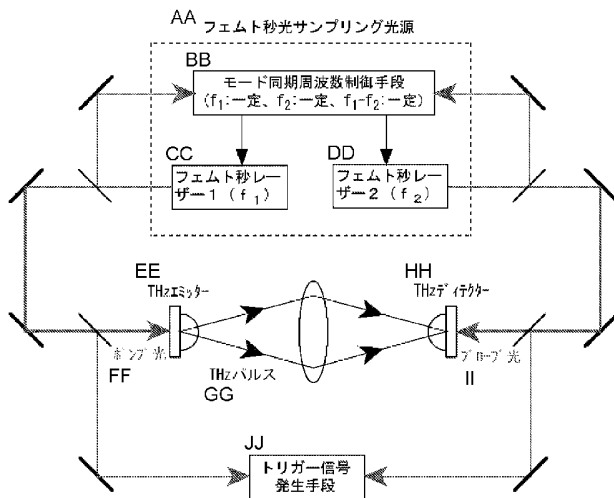 AA
フェムト秒光サンプリング光源
BB
モード同期周波数制御手段
(f1:一定、f2:一定、f1-f2:一定)
CC
フェムト秒レー
ザー1 (f1)
DD
フェムト秒レー
ザー2 (f2)
EE
THzエミッター
HH
THzディテクター
ポンプ光
FF
THzパルス
GG
プローブ光
II
JJ
トリガー信号
発生手段